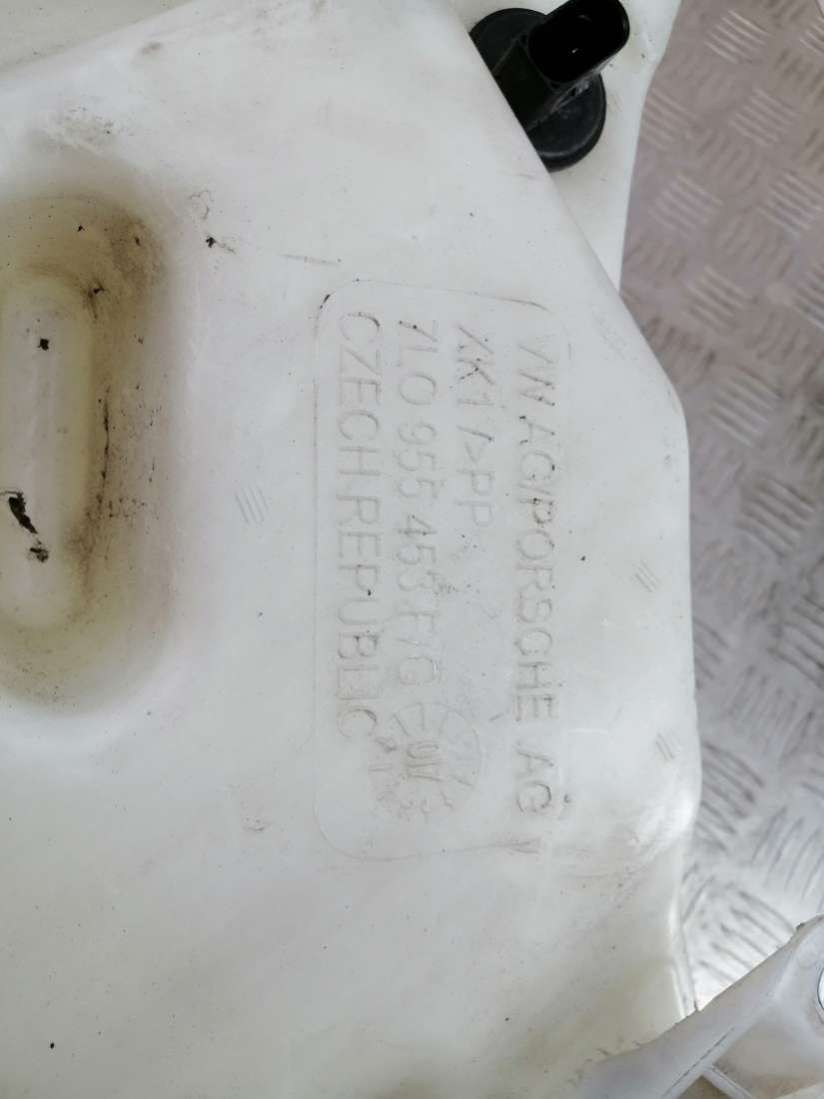 VW AG/PORSCHE AG
XK1 >PP
7L0 955 453 F/G
CZECH REPUBLIC